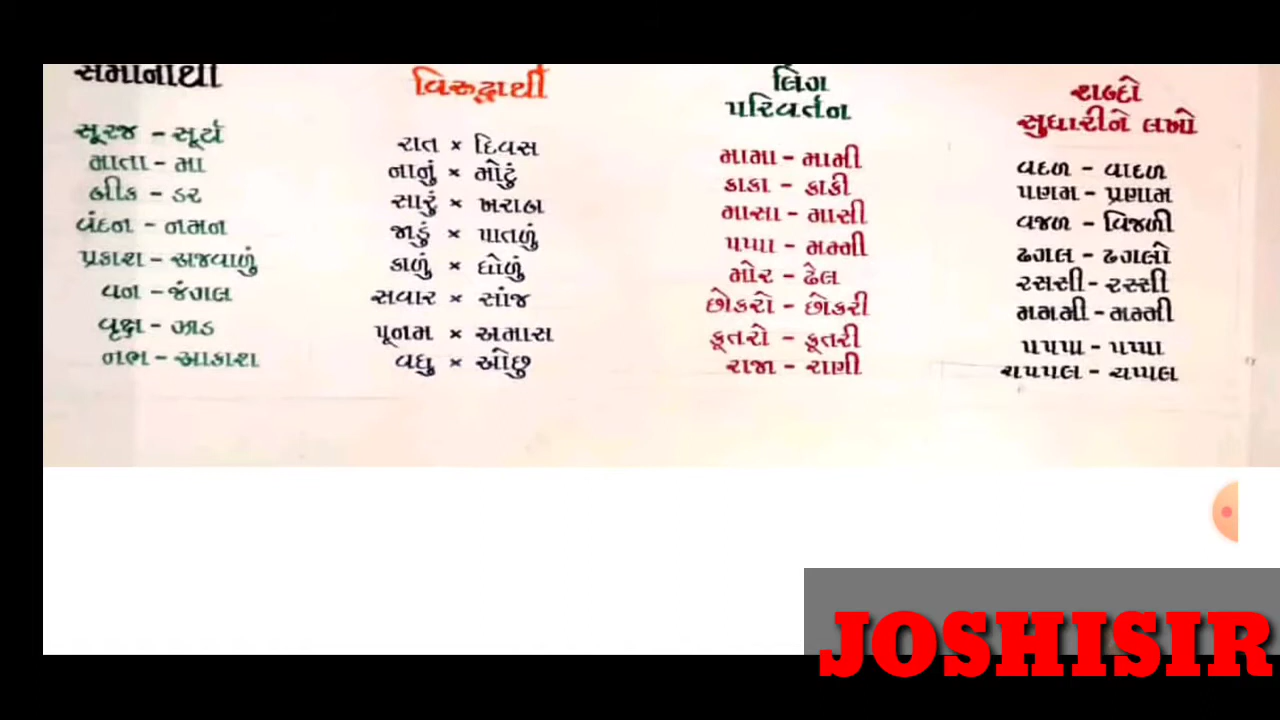 સમાનાર્થી
સૂરજ - સૂર્ય
માતા - મા
બીક - ડર
વંદન - નમન
પ્રકાશ - અજવાળું
વન - જંગલ
વૃક્ષ - ઝાડ
નભ - આકાશ
વિરુદ્ધાર્થી
રાત × દિવસ
નાનું × મોટું
સારું × ખરાબ
જાડું × પાતળું
કાળું × ધોળું
સવાર × સાંજ
પૂનમ × અમાસ
વધુ × ઓછુ
લિંગ
પરિવર્તન
મામા - મામી
કાકા - કાકી
માસા - માસી
પપ્પા - મમ્મી
મોર - ઢેલ
છોકરો - છોકરી
કૂતરો - કૂતરી
રાજા - રાણી
શબ્દો
સુધારીને લખો
વદળ - વાદળ
પણમ - પ્રણામ
વજળ - વિજળી
ઢગલ - ઢગલો
રસસી - રસ્સી
મમમી - મમ્મી
પપપા - પપ્પા
ચપપલ - ચપ્પલ
JOSHISIR